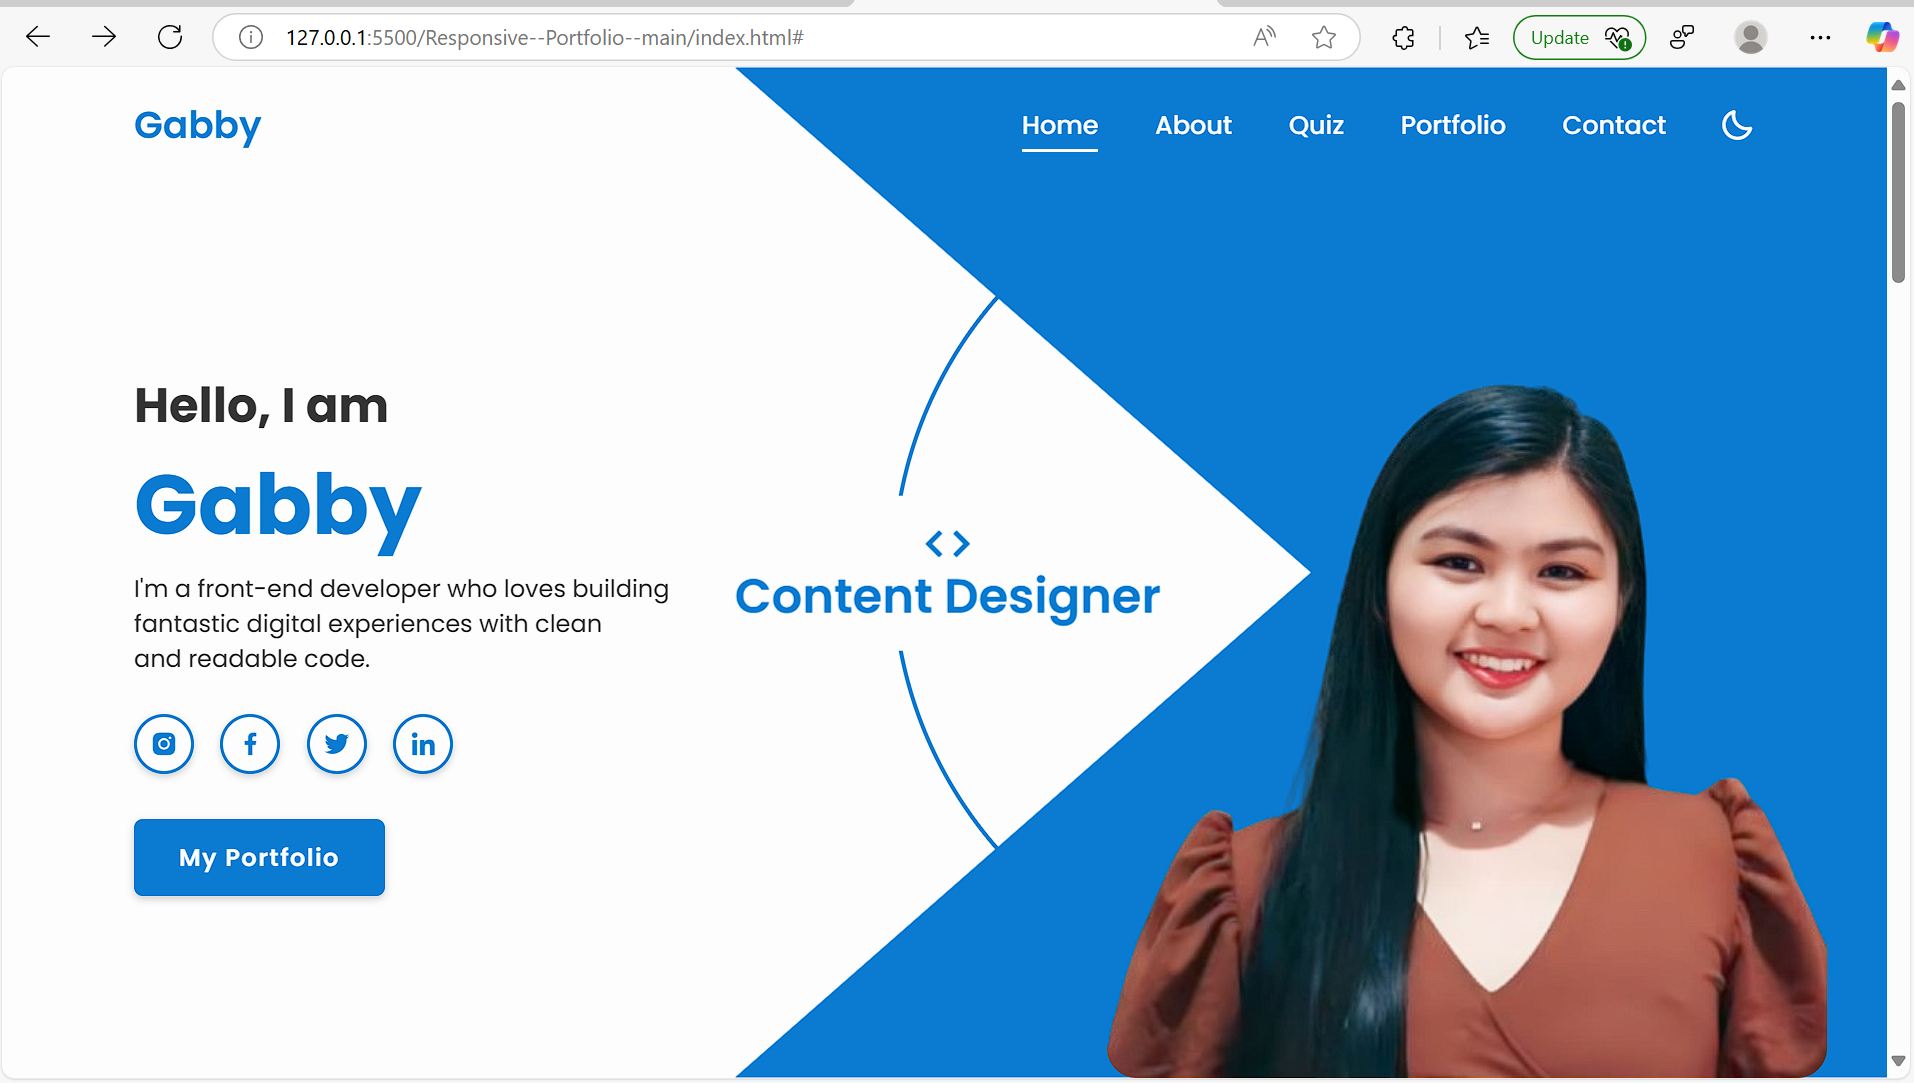 127.0.0.1:5500/Responsive--Portfolio--main/index.html#
Update
Gabby
Home About Quiz Portfolio Contact
Hello, I am
Gabby
I'm a front-end developer who loves building
fantastic digital experiences with clean
and readable code.
My Portfolio
<>
Content Designer